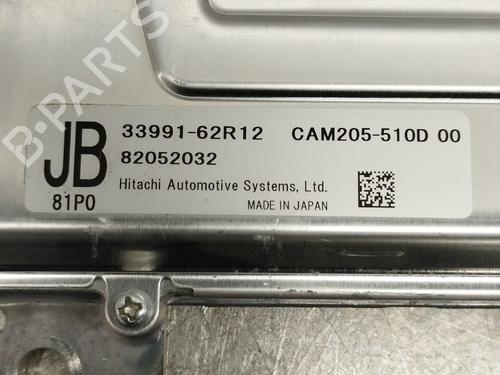 B-PARTS
JB
81P0
33991-62R12 CAM205-510D 00
82052032
Hitachi Automotive Systems, Ltd.
MADE IN JAPAN